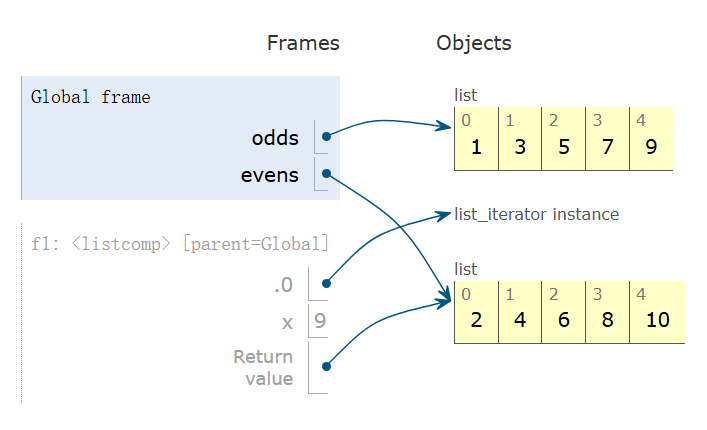 Frames
Objects
Global frame
odds
evens
list
0 1 2 3 4
1 3 5 7 9
list_iterator instance
f1: <listcomp> [parent=Global]
.0
x 9
Return
value
list
0 1 2 3 4
2 4 6 8 10